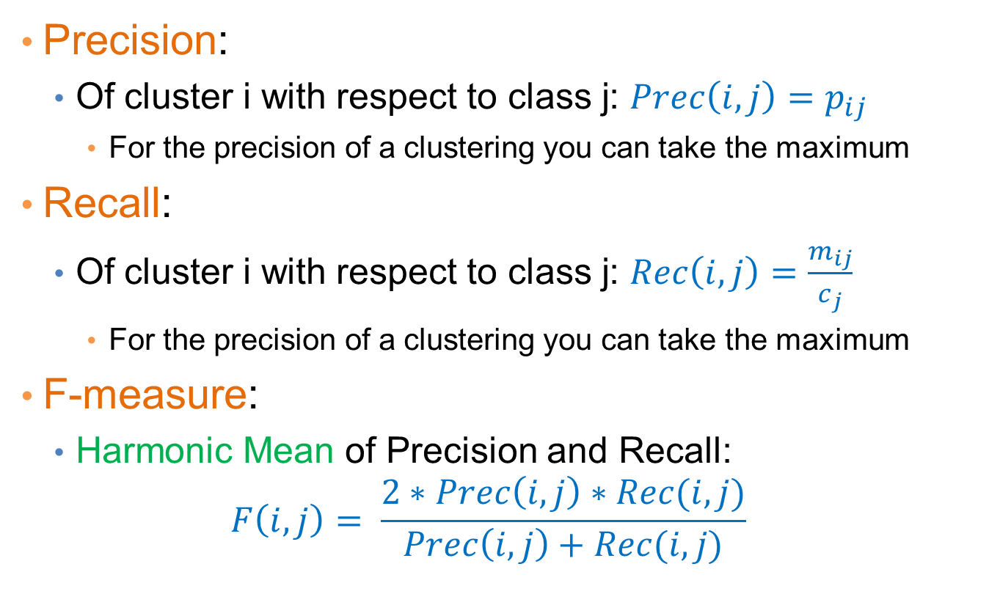 • Precision:
• Of cluster i with respect to class j: $Prec(i,j) = p_{ij}$
• For the precision of a clustering you can take the maximum
• Recall:
• Of cluster i with respect to class j: $Rec(i,j) = \frac{m_{ij}}{c_j}$
• For the precision of a clustering you can take the maximum
• F-measure:
• Harmonic Mean of Precision and Recall:
$F(i,j) = \frac{2 * Prec(i,j) * Rec(i,j)}{Prec(i,j) + Rec(i,j)}$